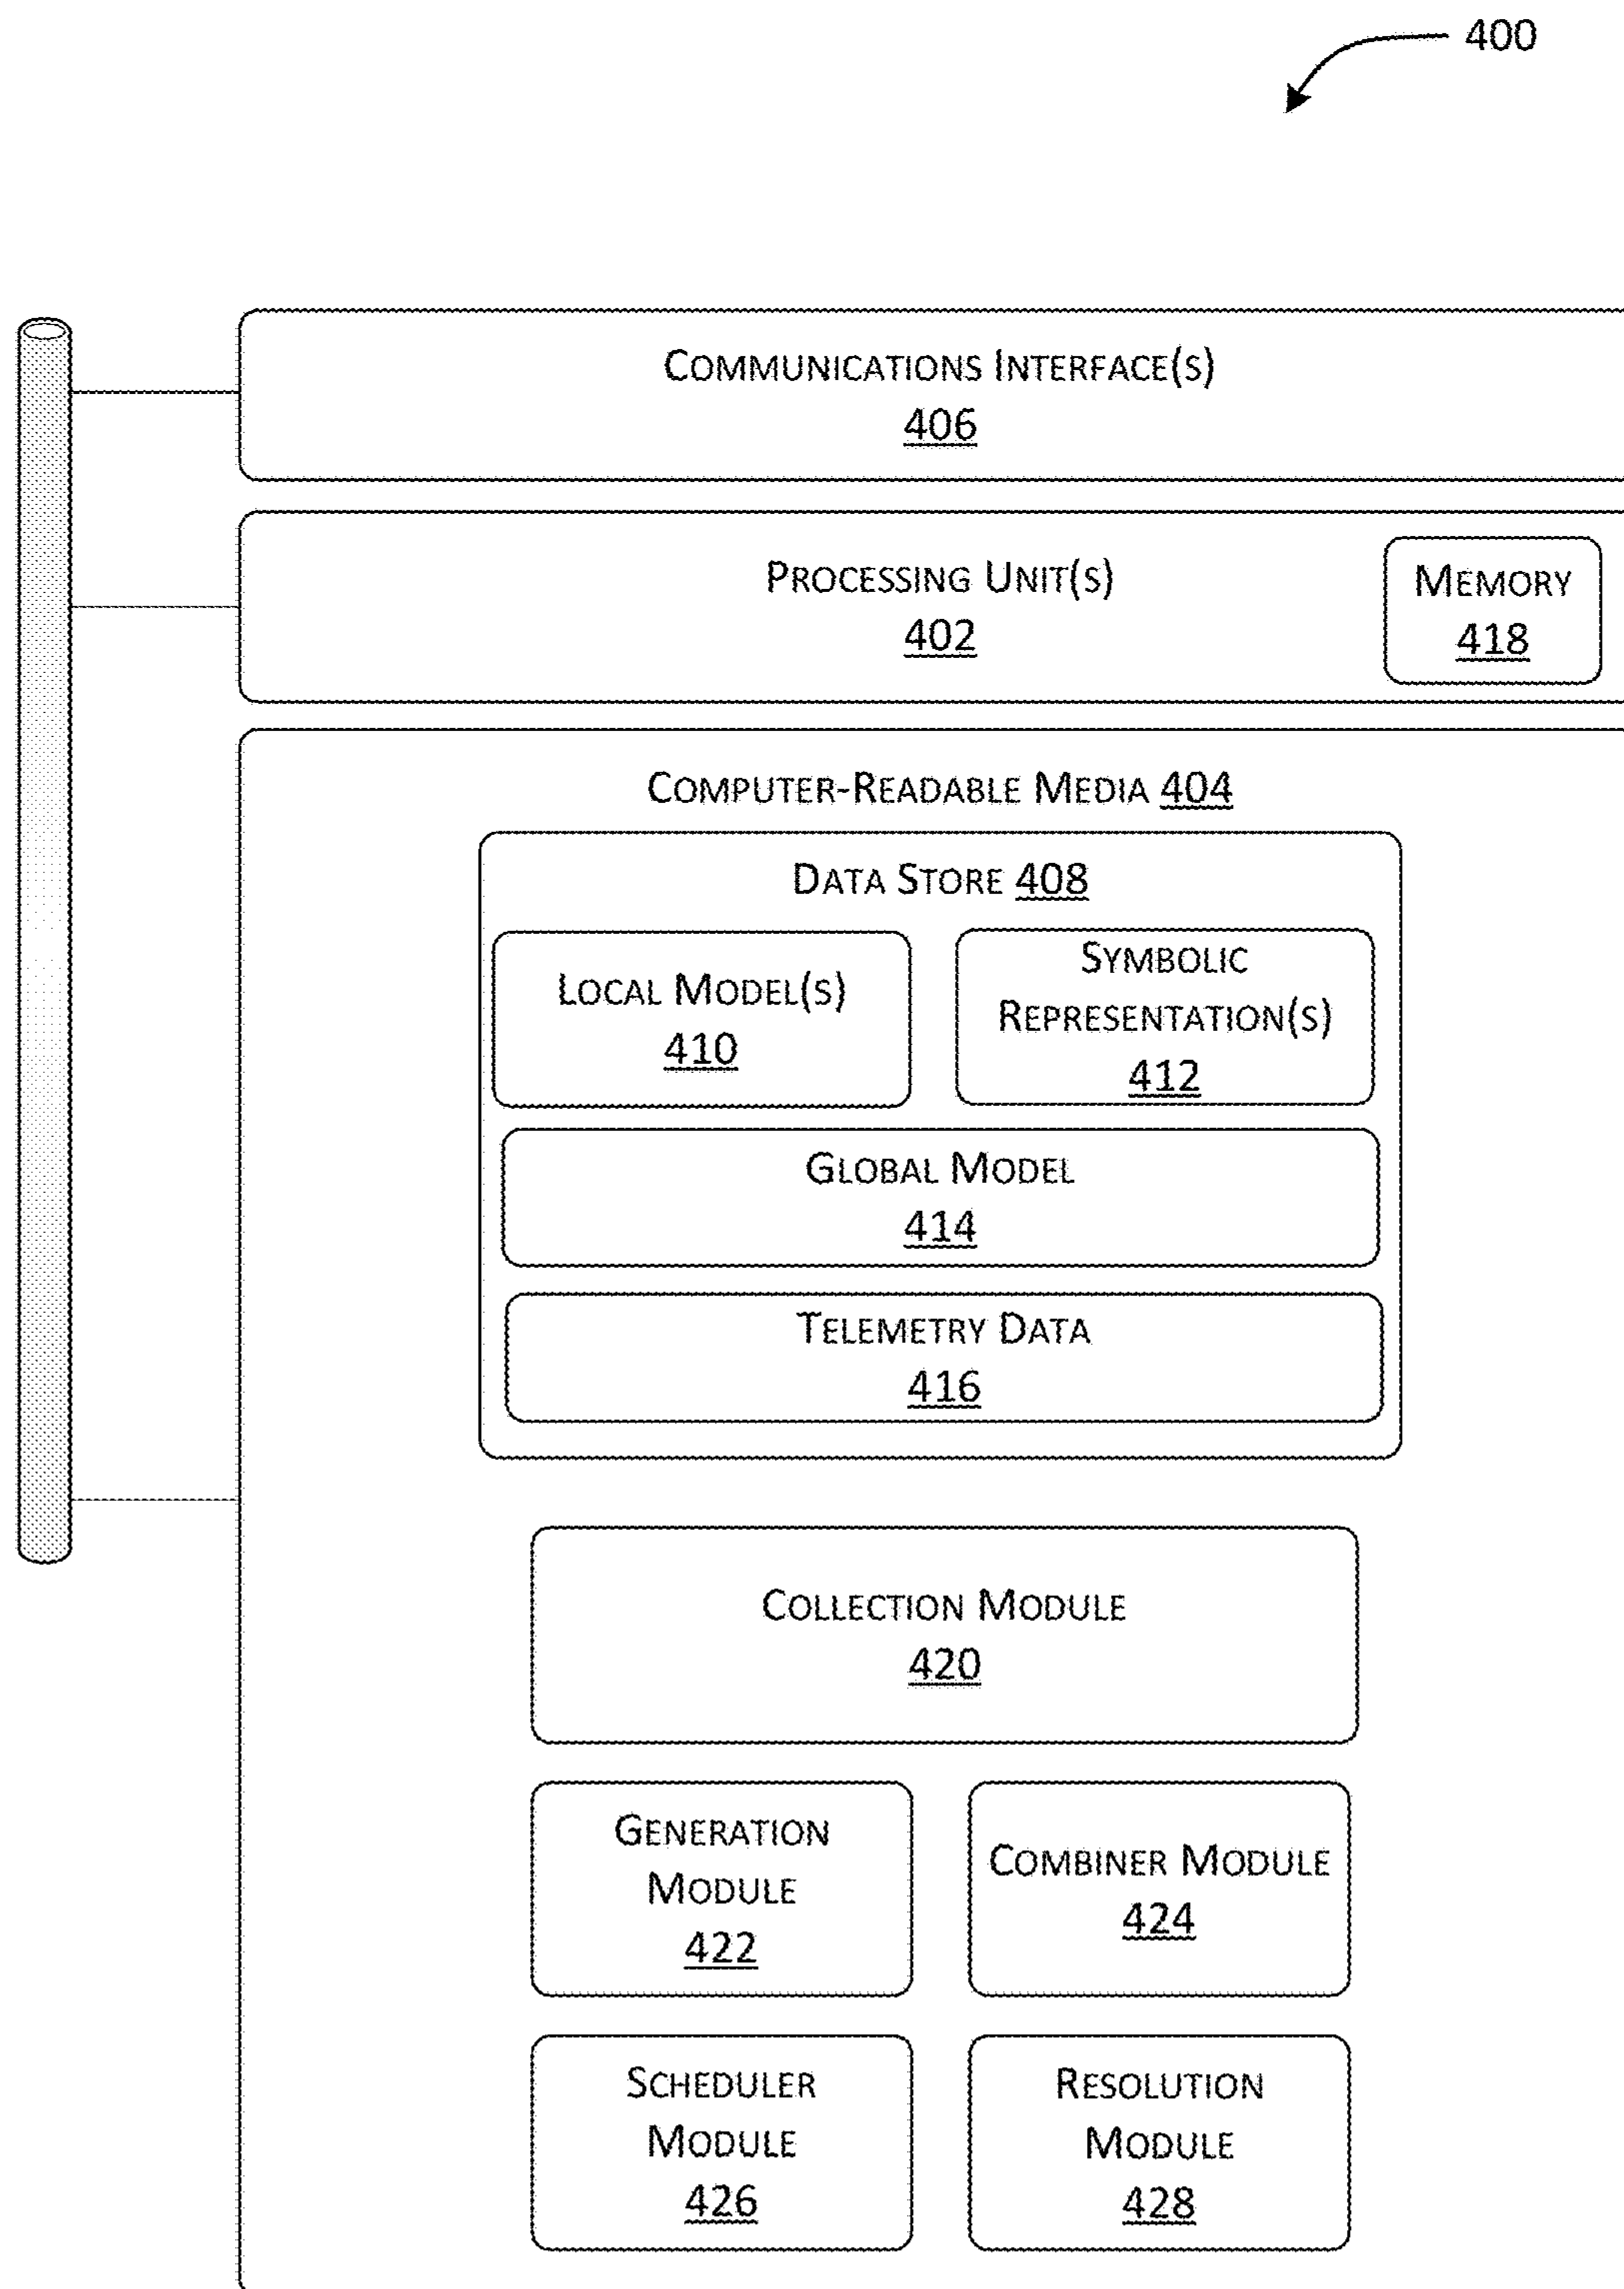 400
COMMUNICATIONS INTERFACE(S)
406
PROCESSING UNIT(S)
402
MEMORY
418
COMPUTER-READABLE MEDIA 404
DATA STORE 408
LOCAL MODEL(S)
410
SYMBOLIC
REPRESENTATION(S)
412
GLOBAL MODEL
414
TELEMETRY DATA
416
COLLECTION MODULE
420
GENERATION
MODULE
422
COMBINER MODULE
424
SCHEDULER
MODULE
426
RESOLUTION
MODULE
428